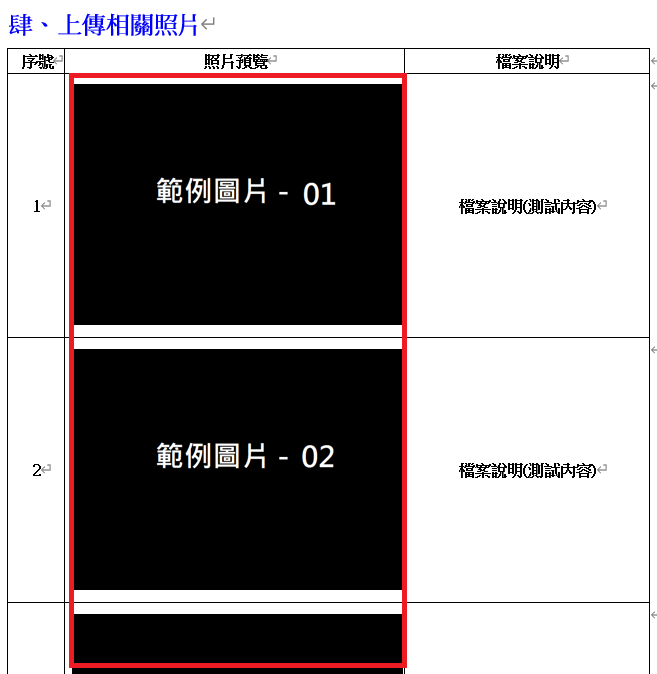 肆、上傳相關照片
序號 照片預覽 檔案說明
範例圖片 - 01
1 檔案說明(測試內容)
範例圖片 - 02
2 檔案說明(測試內容)